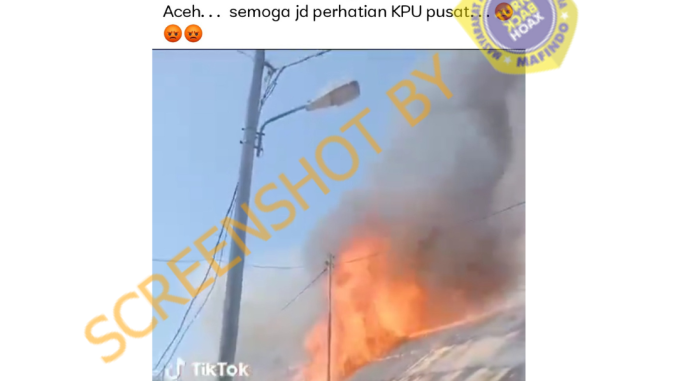 Aceh... semoga jd perhatian KPU pusat...
HOAX
MAFINDO
SCREENSHOT BY
TikTok